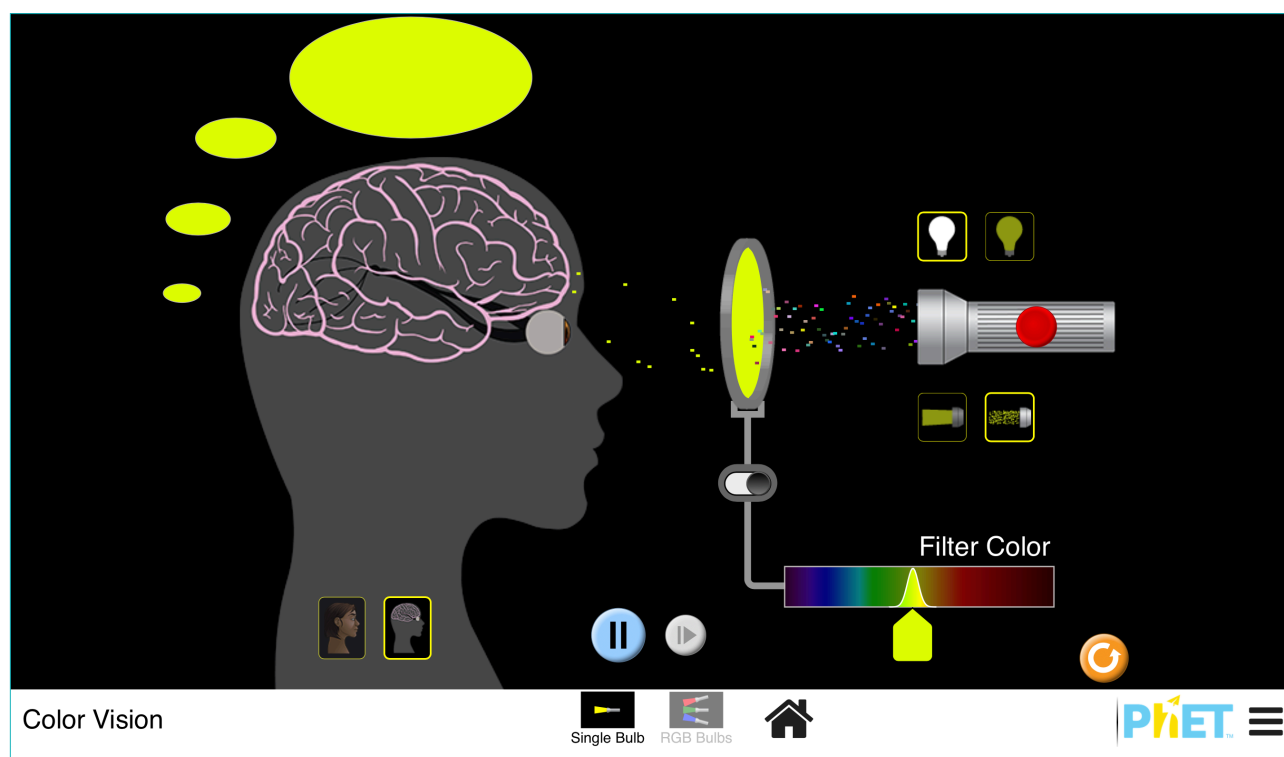 Filter Color
Color Vision
Single Bulb
RGB Bulbs
PhET